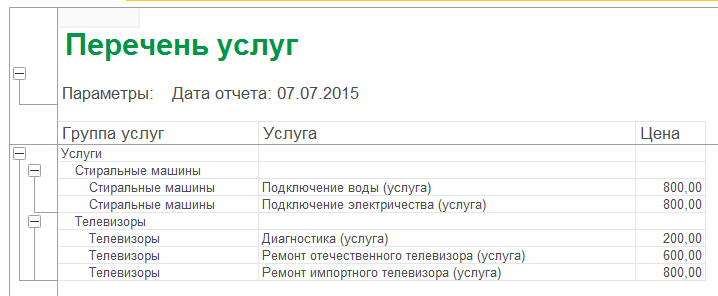 Перечень услуг
Параметры: Дата отчета: 07.07.2015
Группа услуг Услуга Цена
Услуги
Стиральные машины
Стиральные машины Подключение воды (услуга) 800,00
Стиральные машины Подключение электричества (услуга) 800,00
Телевизоры
Телевизоры Диагностика (услуга) 200,00
Телевизоры Ремонт отечественного телевизора (услуга) 600,00
Телевизоры Ремонт импортного телевизора (услуга) 800,00